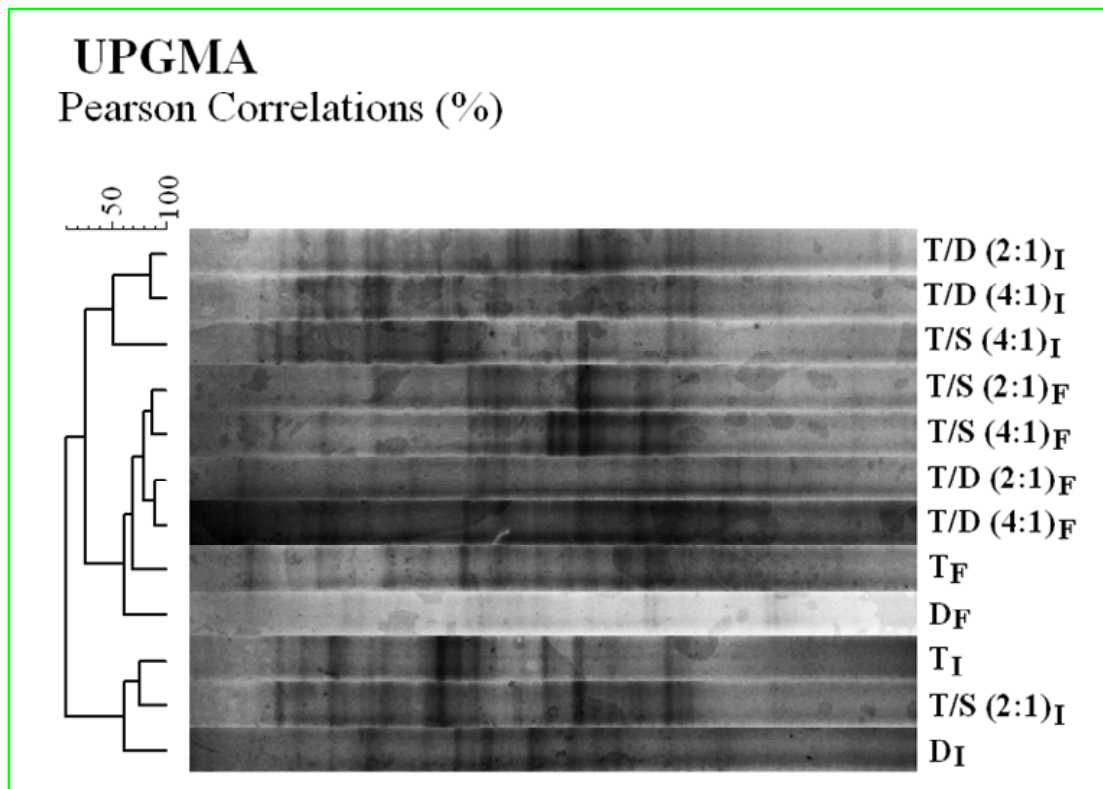 UPGMA
Pearson Correlations (%)
50
100
T/D (2:1)I
T/D (4:1)I
T/S (4:1)I
T/S (2:1)F
T/S (4:1)F
T/D (2:1)F
T/D (4:1)F
TF
DF
TI
T/S (2:1)I
DI